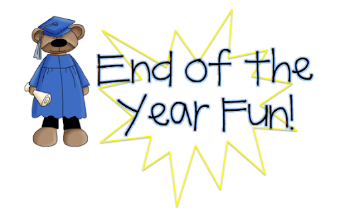 End of the
Year Fun!